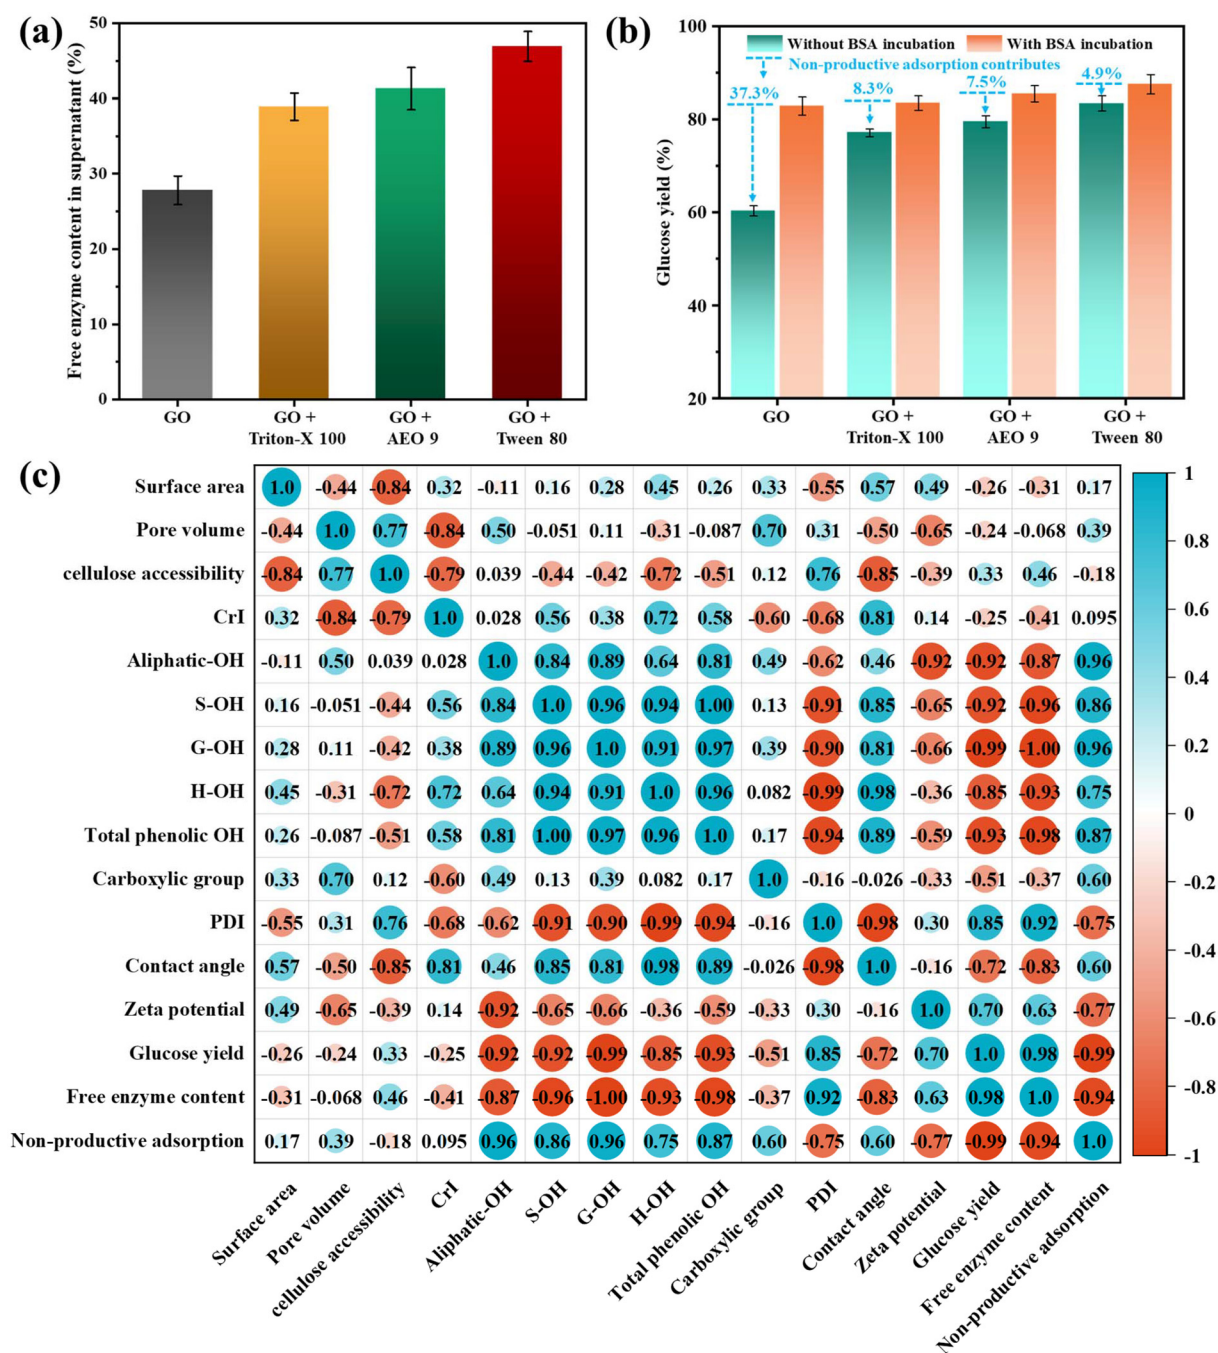 (a)
Free enzyme content in supernatant (%)
50
40
30
20
10
0
GO
GO +
Triton-X 100
GO +
AEO 9
GO +
Tween 80
(b)
Glucose yield (%)
100
80
60
40
20
Without BSA incubation
With BSA incubation
Non-productive adsorption contributes
37.3%
8.3%
7.5%
4.9%
GO
GO +
Triton-X 100
GO +
AEO 9
GO +
Tween 80
(c)
Surface area 1.0 -0.44 -0.84 0.32 -0.11 0.16 0.28 0.45 0.26 0.33 -0.55 0.57 0.49 -0.26 -0.31 0.17
Pore volume -0.44 1.0 0.77 -0.84 0.50 -0.051 0.11 -0.31 -0.087 0.70 0.31 -0.50 -0.65 -0.24 -0.068 0.39
cellulose accessibility -0.84 0.77 1.0 -0.79 0.039 -0.44 -0.42 -0.72 -0.51 0.12 0.76 -0.85 -0.39 0.33 0.46 -0.18
CrI 0.32 -0.84 -0.79 1.0 0.028 0.56 0.38 0.72 0.58 -0.60 -0.68 0.81 0.14 -0.25 -0.41 0.095
Aliphatic-OH -0.11 0.50 0.039 0.028 1.0 0.84 0.89 0.64 0.81 0.49 -0.62 0.46 -0.92 -0.92 -0.87 0.96
S-OH 0.16 -0.051 -0.44 0.56 0.84 1.0 0.96 0.94 1.00 0.13 -0.91 0.85 -0.65 -0.92 -0.96 0.86
G-OH 0.28 0.11 -0.42 0.38 0.89 0.96 1.0 0.91 0.97 0.39 -0.90 0.81 -0.66 -0.99 -1.00 0.96
H-OH 0.45 -0.31 -0.72 0.72 0.64 0.94 0.91 1.0 0.96 0.082 -0.99 0.98 -0.36 -0.85 -0.93 0.75
Total phenolic OH 0.26 -0.087 -0.51 0.58 0.81 1.00 0.97 0.96 1.0 0.17 -0.94 0.89 -0.59 -0.93 -0.98 0.87
Carboxylic group 0.33 0.70 0.12 -0.60 0.49 0.13 0.39 0.082 0.17 1.0 -0.16 -0.026 -0.33 -0.51 -0.37 0.60
PDI -0.55 0.31 0.76 -0.68 -0.62 -0.91 -0.90 -0.99 -0.94 -0.16 1.0 -0.98 0.30 0.85 0.92 -0.75
Contact angle 0.57 -0.50 -0.85 0.81 0.46 0.85 0.81 0.98 0.89 -0.026 -0.98 1.0 -0.16 -0.72 -0.83 0.60
Zeta potential 0.49 -0.65 -0.39 0.14 -0.92 -0.65 -0.66 -0.36 -0.59 -0.33 0.30 -0.16 1.0 0.70 0.63 -0.77
Glucose yield -0.26 -0.24 0.33 -0.25 -0.92 -0.92 -0.99 -0.85 -0.93 -0.51 0.85 -0.72 0.70 1.0 0.98 -0.99
Free enzyme content -0.31 -0.068 0.46 -0.41 -0.87 -0.96 -1.00 -0.93 -0.98 -0.37 0.92 -0.83 0.63 0.98 1.0 -0.94
Non-productive adsorption 0.17 0.39 -0.18 0.095 0.96 0.86 0.96 0.75 0.87 0.60 -0.75 0.60 -0.77 -0.99 -0.94 1.0
Surface area
Pore volume
cellulose accessibility
CrI
Aliphatic-OH
S-OH
G-OH
H-OH
Total phenolic OH
Carboxylic group
PDI
Contact angle
Zeta potential
Glucose yield
Free enzyme content
Non-productive adsorption
1
0.8
0.6
0.4
0.2
0
-0.2
-0.4
-0.6
-0.8
-1